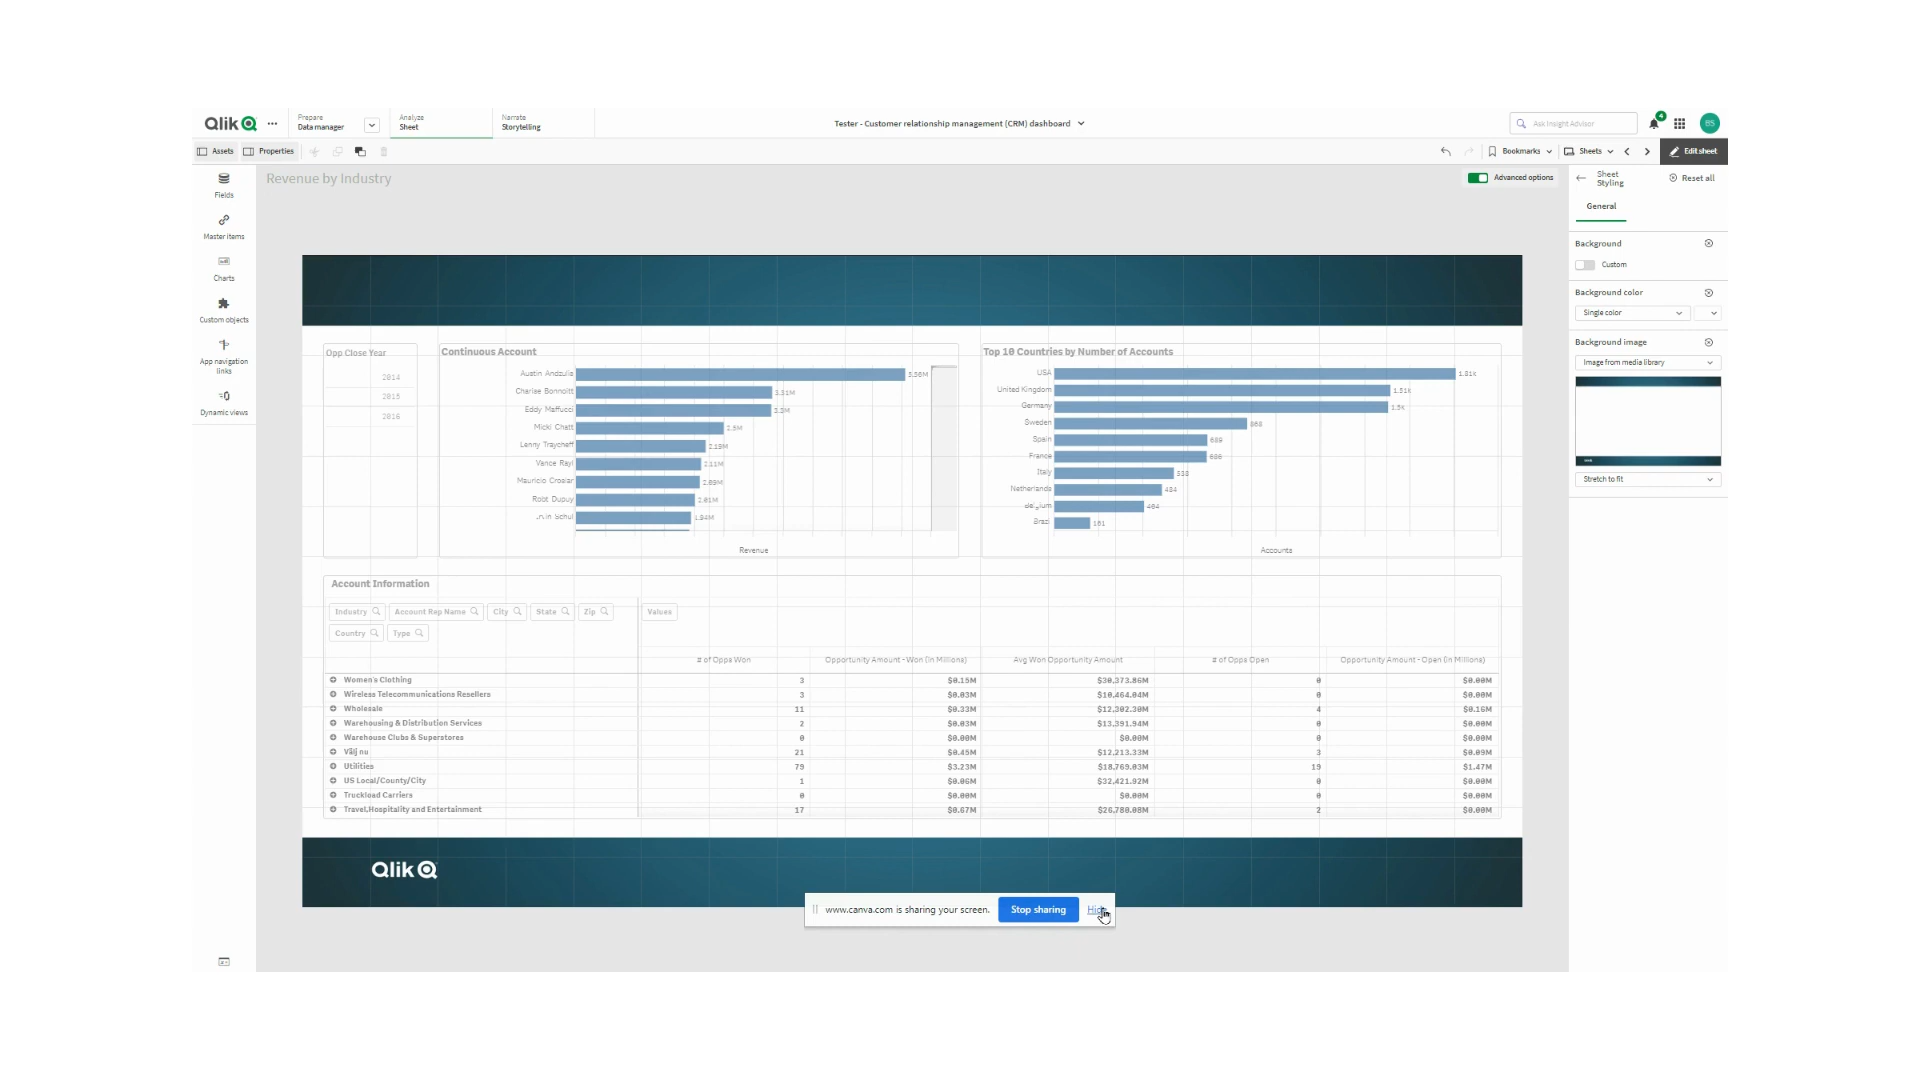 Qlik
Prepare
Data manager
Analyze
Sheet
Narrate
Storytelling
Tester - Customer relationship management (CRM) dashboard
Ask Insight Advisor
4
BS
Assets
Properties
Bookmarks
Sheets
Edit sheet
Fields
Master items
Charts
Custom objects
App navigation
links
Dynamic views
Revenue by Industry
Advanced options
Sheet
Styling
Reset all
General
Background
Custom
Background color
Single color
Background image
Image from media library
Stretch to fit
Opp Close Year
2014
2015
2016
Continuous Account
Austin Andzulis
Eddy Maffucci
3.3M
Micki Chatt
2.5M
Lenny Traycheff
2.15M
Vance Rayl
2.11M
Mauricio Crosiar
2.09M
Robt Dupuy
2.01M
1.94M
Revenue
Top 10 Countries by Number of Accounts
USA
1.81k
United Kingdom
1.51k
Germany
1.5k
Sweden
868
Spain
689
France
686
Italy
538
Netherlands
484
Belgium
404
Brazil
161
Accounts
Account Information
Industry
Account Rep Name
City
State
Zip
Values
Country
Type
# of Opps Won
Opportunity Amount - Won (in Millions)
Avg Won Opportunity Amount
# of Opps Open
Opportunity Amount - Open (in Millions)
Women's Clothing 3 $0.15M $30,373.86M 0 $0.00M
Wireless Telecommunications Resellers 3 $0.03M $10,464.04M 0 $0.00M
Wholesale 11 $0.33M $12,302.30M 4 $0.16M
Warehousing & Distribution Services 2 $0.03M $13,391.94M 0 $0.00M
Warehouse Clubs & Superstores 0 $0.00M $0.00M 0 $0.00M
Välj nu 21 $0.45M $12,213.33M 3 $0.09M
Utilities 79 $3.23M $18,769.03M 19 $1.47M
US Local/County/City 1 $0.06M $32,421.92M 0 $0.00M
Truckload Carriers 0 $0.00M $0.00M 0 $0.00M
Travel,Hospitality and Entertainment 17 $0.67M $26,780.08M 2 $0.00M
Qlik
www.canva.com is sharing your screen.
Stop sharing
Hide